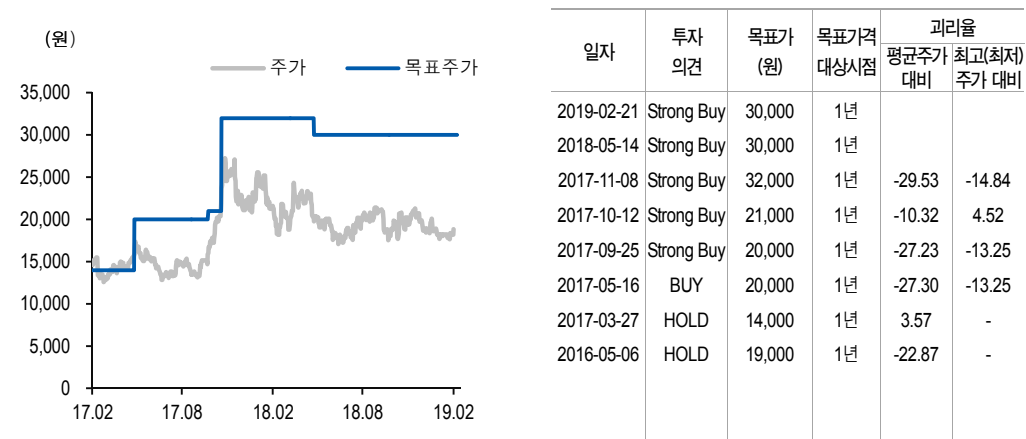 (원)
주가 목표주가
35,000
30,000
25,000
20,000
15,000
10,000
5,000
0
17.02 17.08 18.02 18.08 19.02
일자 투자 의견 목표가 (원) 목표가격 대상시점 괴리율
평균주가 대비 최고(최저) 주가 대비
2019-02-21 Strong Buy 30,000 1년
2018-05-14 Strong Buy 30,000 1년
2017-11-08 Strong Buy 32,000 1년 -29.53 -14.84
2017-10-12 Strong Buy 21,000 1년 -10.32 4.52
2017-09-25 Strong Buy 20,000 1년 -27.23 -13.25
2017-05-16 BUY 20,000 1년 -27.30 -13.25
2017-03-27 HOLD 14,000 1년 3.57 -
2016-05-06 HOLD 19,000 1년 -22.87 -